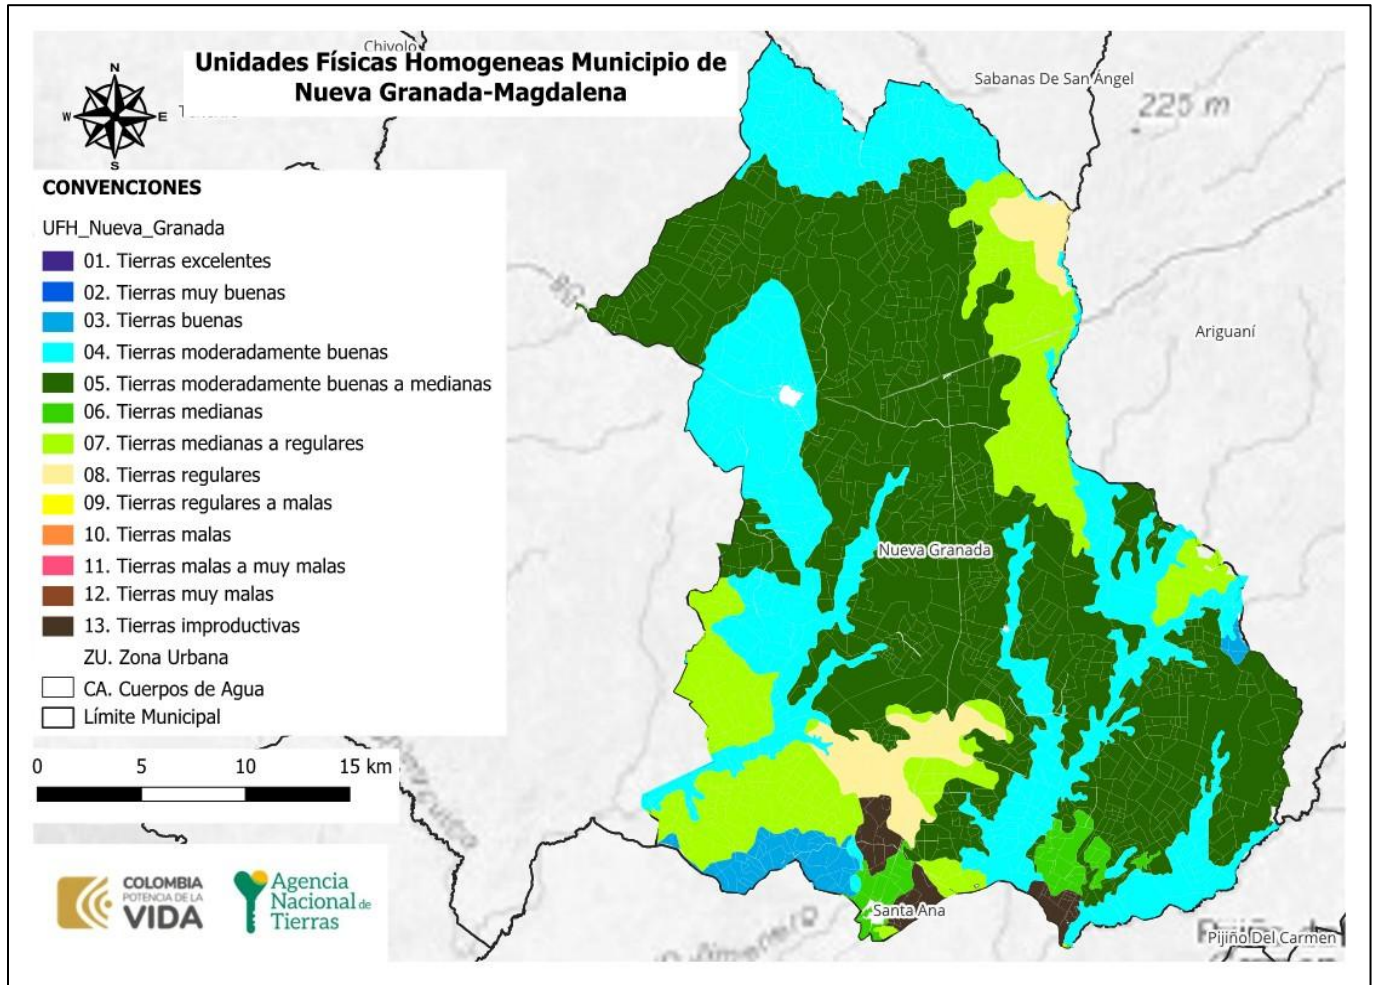 Chivolo
Unidades Físicas Homogeneas Municipio de
Nueva Granada-Magdalena
N
W
E
S
Sabanas De San Ángel
225 m
CONVENCIONES
UFH_Nueva_Granada
01. Tierras excelentes
02. Tierras muy buenas
03. Tierras buenas
04. Tierras moderadamente buenas
05. Tierras moderadamente buenas a medianas
06. Tierras medianas
07. Tierras medianas a regulares
08. Tierras regulares
09. Tierras regulares a malas
10. Tierras malas
11. Tierras malas a muy malas
12. Tierras muy malas
13. Tierras improductivas
ZU. Zona Urbana
CA. Cuerpos de Agua
Límite Municipal
Ariguaní
Nueva Granada
0 5 10 15 km
COLOMBIA
POTENCIA DE LA
VIDA
Agencia
Nacional de
Tierras
Santa Ana
Pijiño Del Carmen